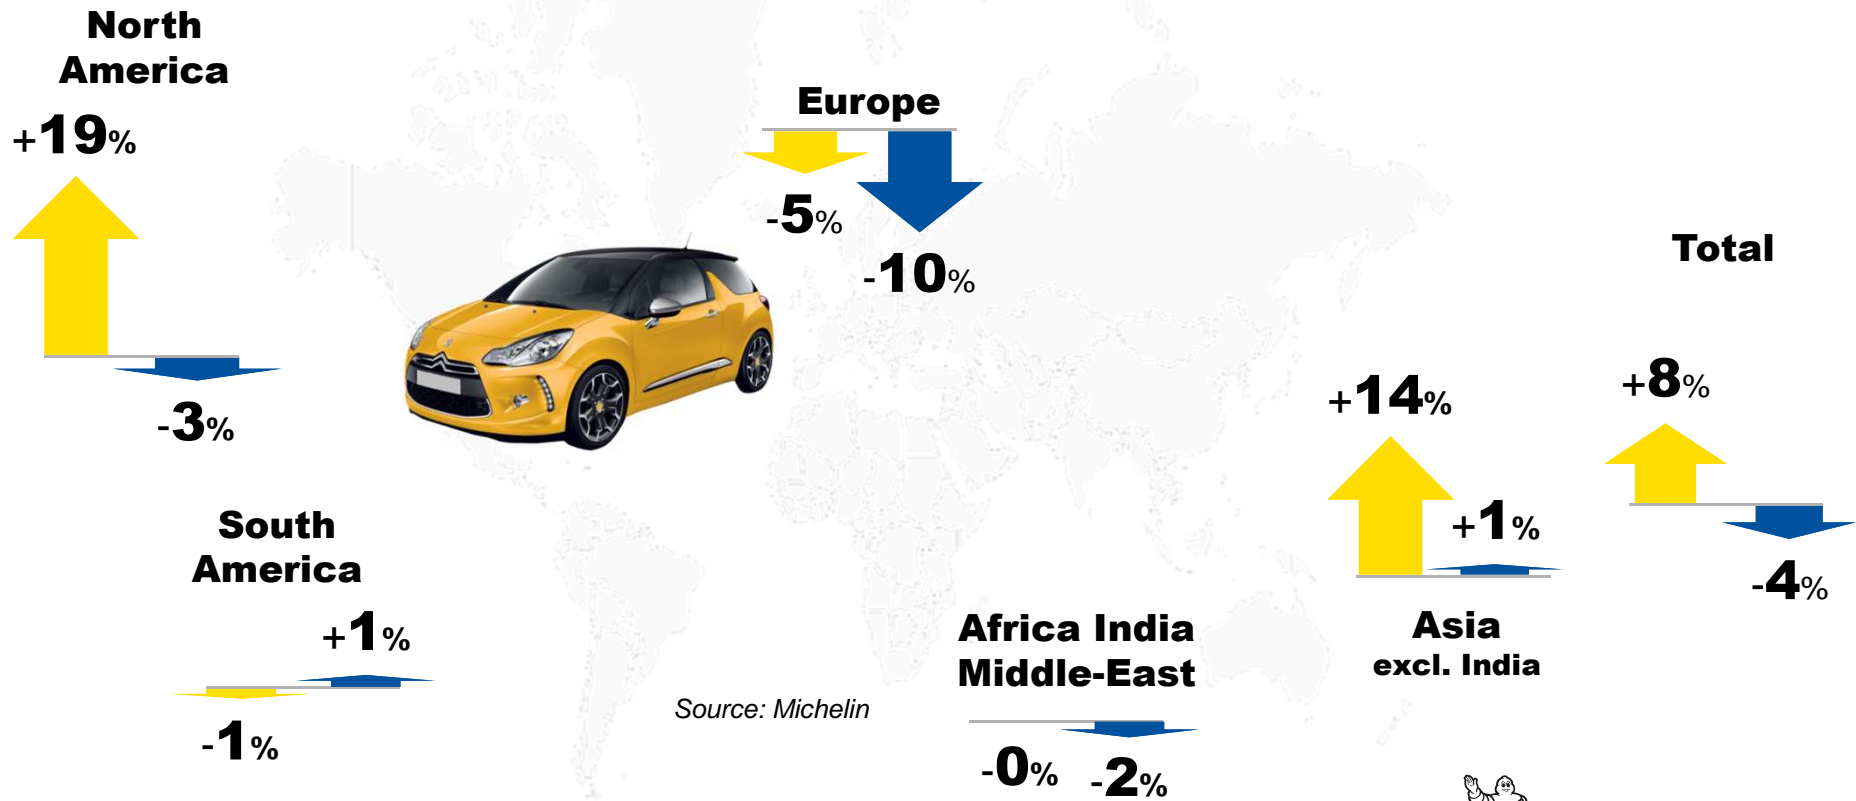 North
America
+19%
-3%
Europe
-5%
-10%
Total
+8%
-4%
+14%
+1%
Asia
excl. India
South
America
+1%
-1%
Africa India
Middle-East
-0%
-2%
Source: Michelin